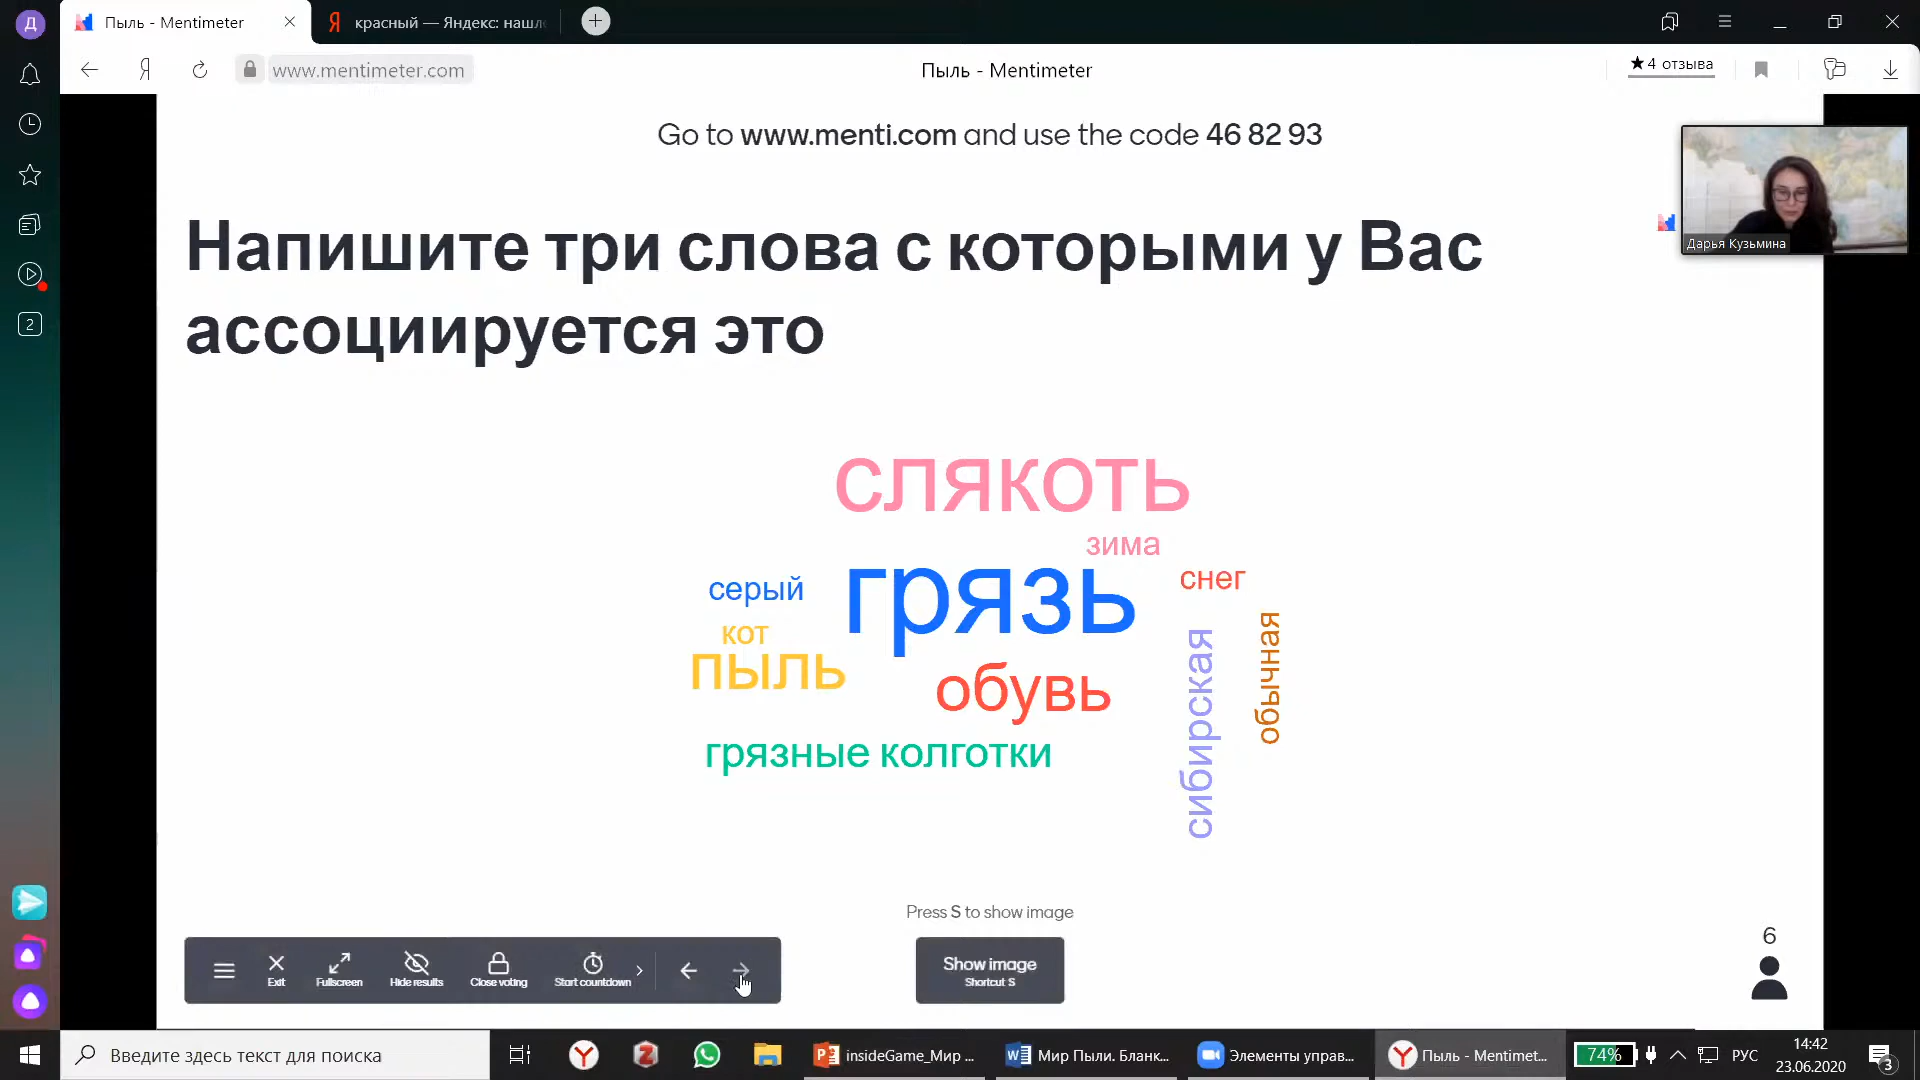 Д
Пыль - Mentimeter
красный — Яндекс: нашл
www.mentimeter.com
Пыль - Mentimeter
★4 отзыва
2
Go to www.menti.com and use the code 46 82 93
Дарья Кузьмина
Напишите три слова с которыми у Вас
ассоциируется это
слякоть
зима
грязь
снег
серый
кот
пыль
обувь
сибирская
обычная
грязные колготки
Press S to show image
Exit
Fullscreen
Hide results
Close voting
Start countdown
Show image
Shortcut S
6
Введите здесь текст для поиска
insideGame_Мир ...
Мир Пыли. Бланк...
Элементы управ...
Пыль - Mentimet...
74%
РУС
14:42
23.06.2020
3